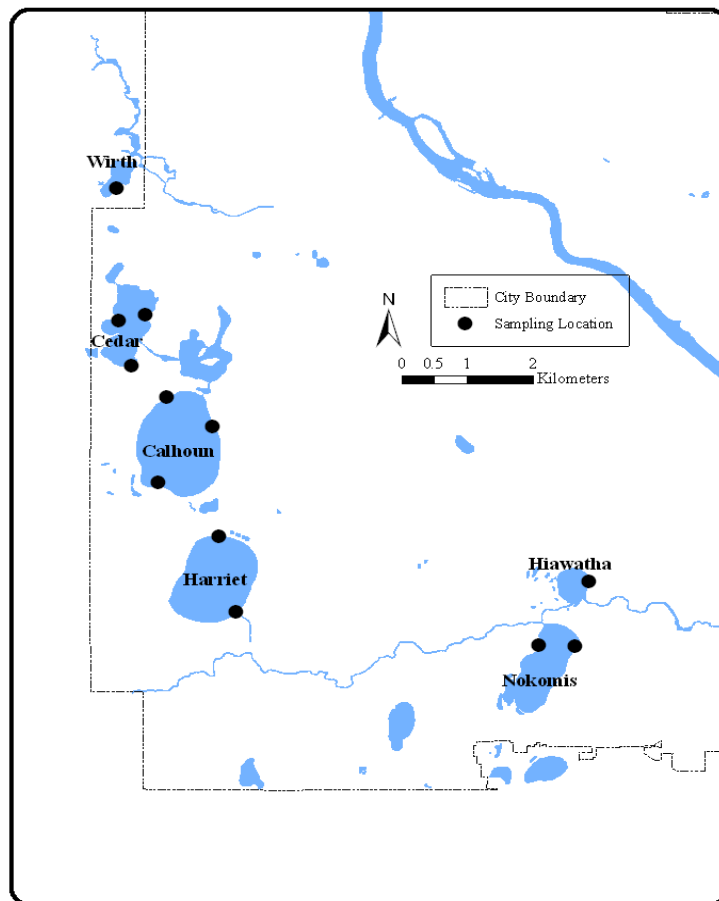 Wirth
N
City Boundary
Sampling Location
Cedar
0 0.5 1 2
Kilometers
Calhoun
Hiawatha
Harriet
Nokomis